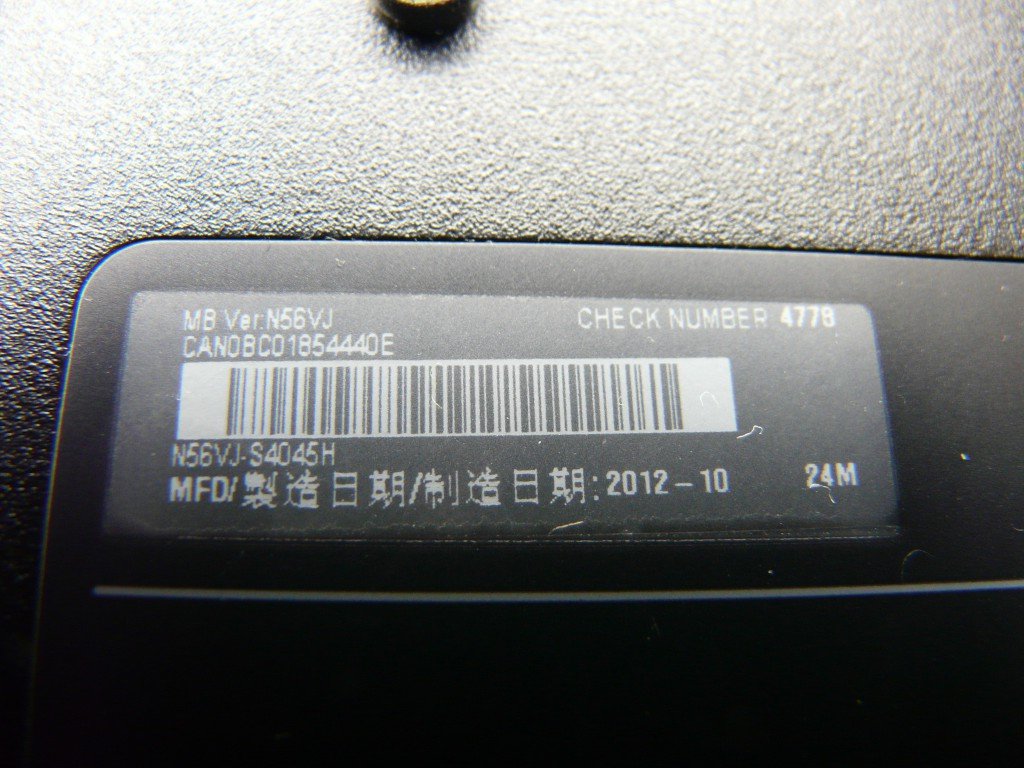 MB Ver.N56VJ CHECK NUMBER 4778
CAN0BC01854440E
N56VJ-S4045H
MFD/製造日期/制造日期:2012-10 24M